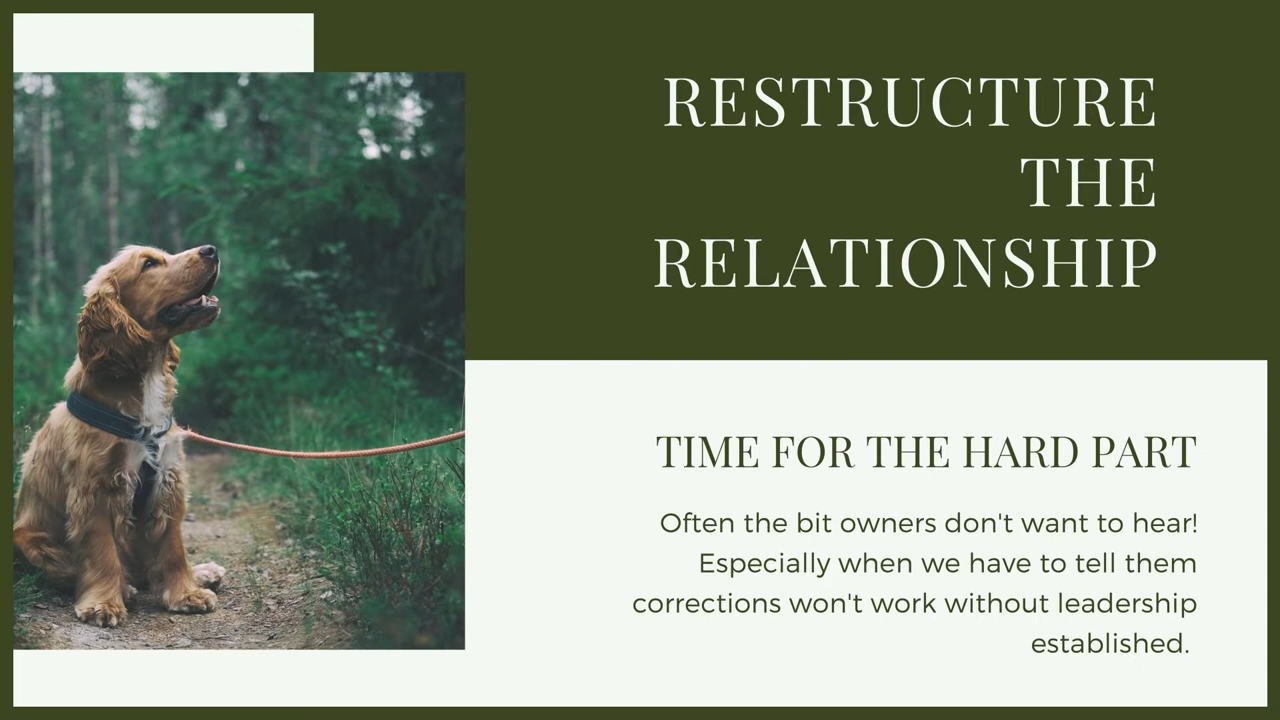 RESTRUCTURE
THE
RELATIONSHIP
TIME FOR THE HARD PART
Often the bit owners don't want to hear!
Especially when we have to tell them
corrections won't work without leadership
established.